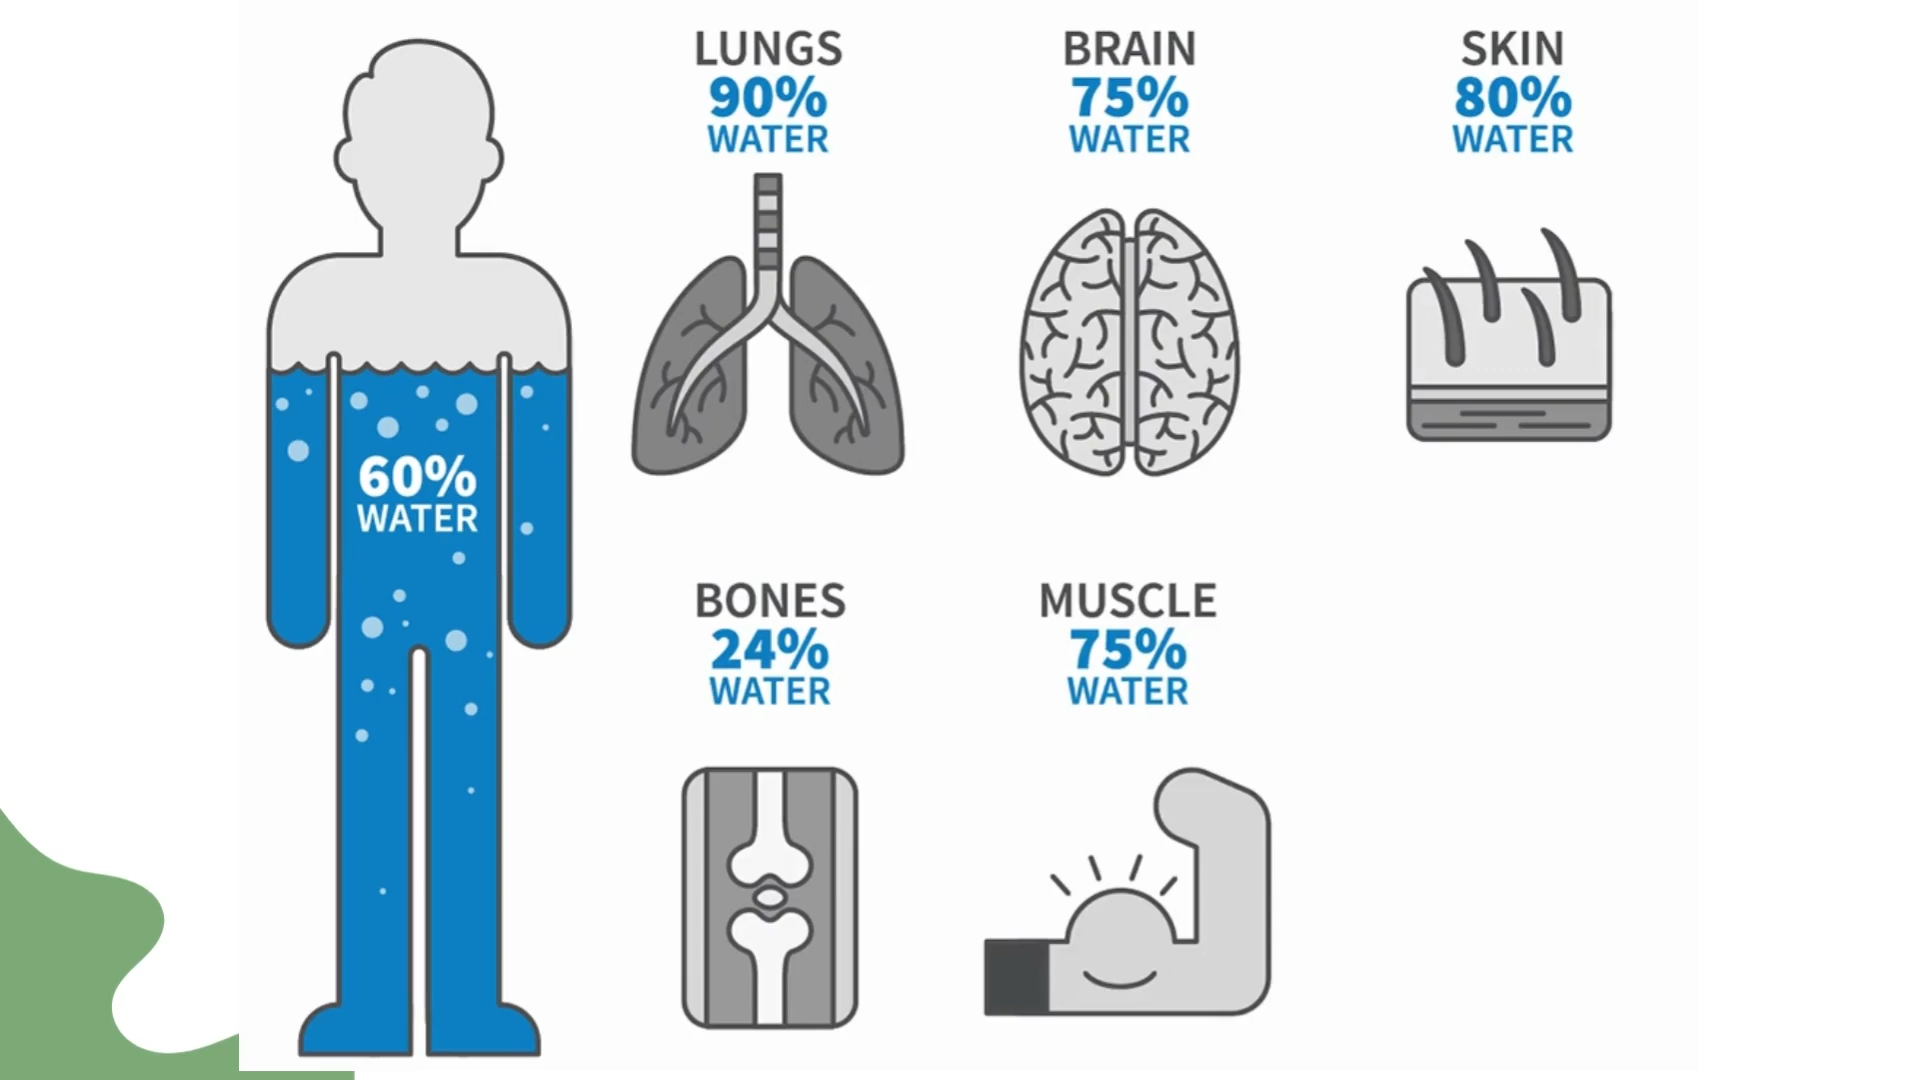 60%
WATER
LUNGS
90%
WATER
BRAIN
75%
WATER
SKIN
80%
WATER
BONES
24%
WATER
MUSCLE
75%
WATER